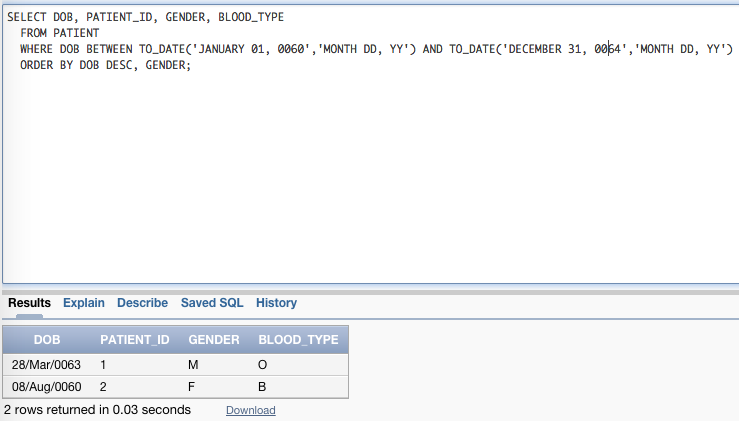 SELECT DOB, PATIENT_ID, GENDER, BLOOD_TYPE
FROM PATIENT
WHERE DOB BETWEEN TO_DATE('JANUARY 01, 0060','MONTH DD, YY') AND TO_DATE('DECEMBER 31, 0064','MONTH DD, YY')
ORDER BY DOB DESC, GENDER;
Results Explain Describe Saved SQL History
DOB PATIENT_ID GENDER BLOOD_TYPE
28/Mar/0063 1 M O
08/Aug/0060 2 F B
2 rows returned in 0.03 seconds Download